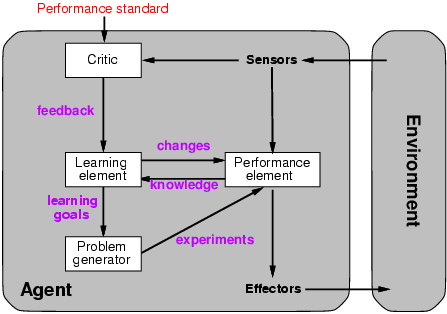 Performance standard
Critic
Sensors
feedback
changes
Learning
element
Performance
element
knowledge
learning
goals
Problem
generator
experiments
Agent
Effectors
Environment